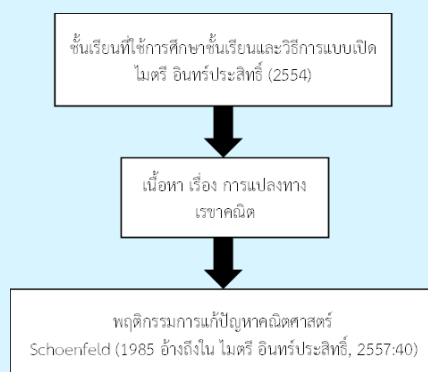 ชั้นเรียนที่ใช้การศึกษาชั้นเรียนและวิธีการแบบเปิด
ไมตรี อินทร์ประสิทธิ์ (2554)
เนื้อหา เรื่อง การแปลงทาง
เรขาคณิต
พฤติกรรมการแก้ปัญหาคณิตศาสตร์
Schoenfeld (1985 อ้างถึงใน ไมตรี อินทร์ประสิทธิ์, 2557:40)